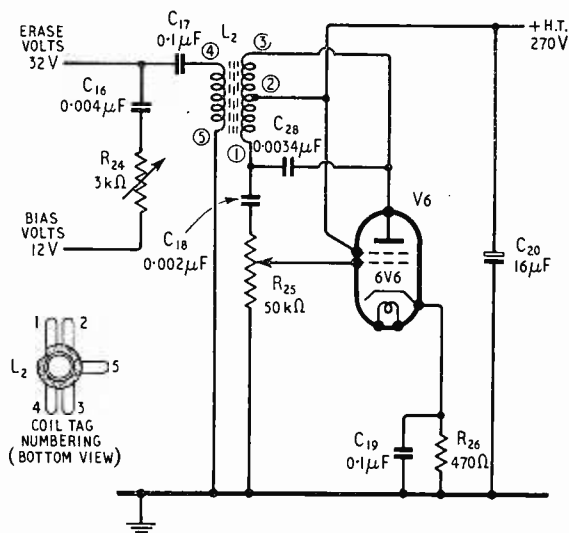 ERASE
VOLTS
32V
C17
0·1μF
④
L2
③
+ H.T.
270V
C16
0·004μF
②
⑤
①
C28
0·0034μF
R24
3kΩ
V6
C18
0·002μF
C20
16μF
BIAS
VOLTS
12V
6V6
R25
50kΩ
1
2
L2
5
4
3
COIL TAG
NUMBERING
(BOTTOM VIEW)
C19
0·1μF
R26
470Ω